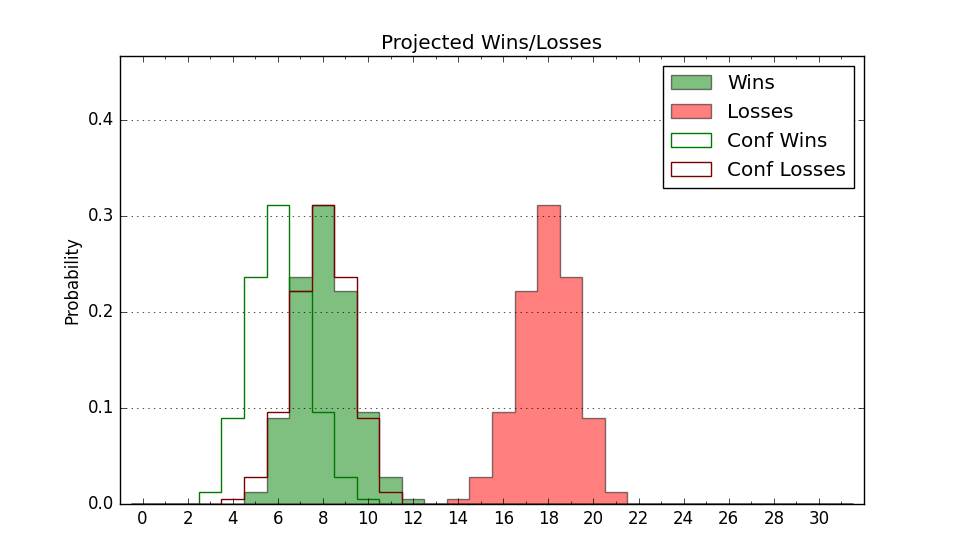 Projected Wins/Losses
Wins
Losses
Conf Wins
Conf Losses
Probability
0.4
0.3
0.2
0.1
0.0
0 2 4 6 8 10 12 14 16 18 20 22 24 26 28 30